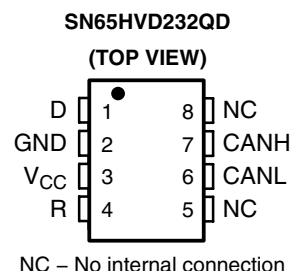 SN65HVD232QD
(TOP VIEW)
D 1 8 NC
GND 2 7 CANH
VCC 3 6 CANL
R 4 5 NC
NC – No internal connection